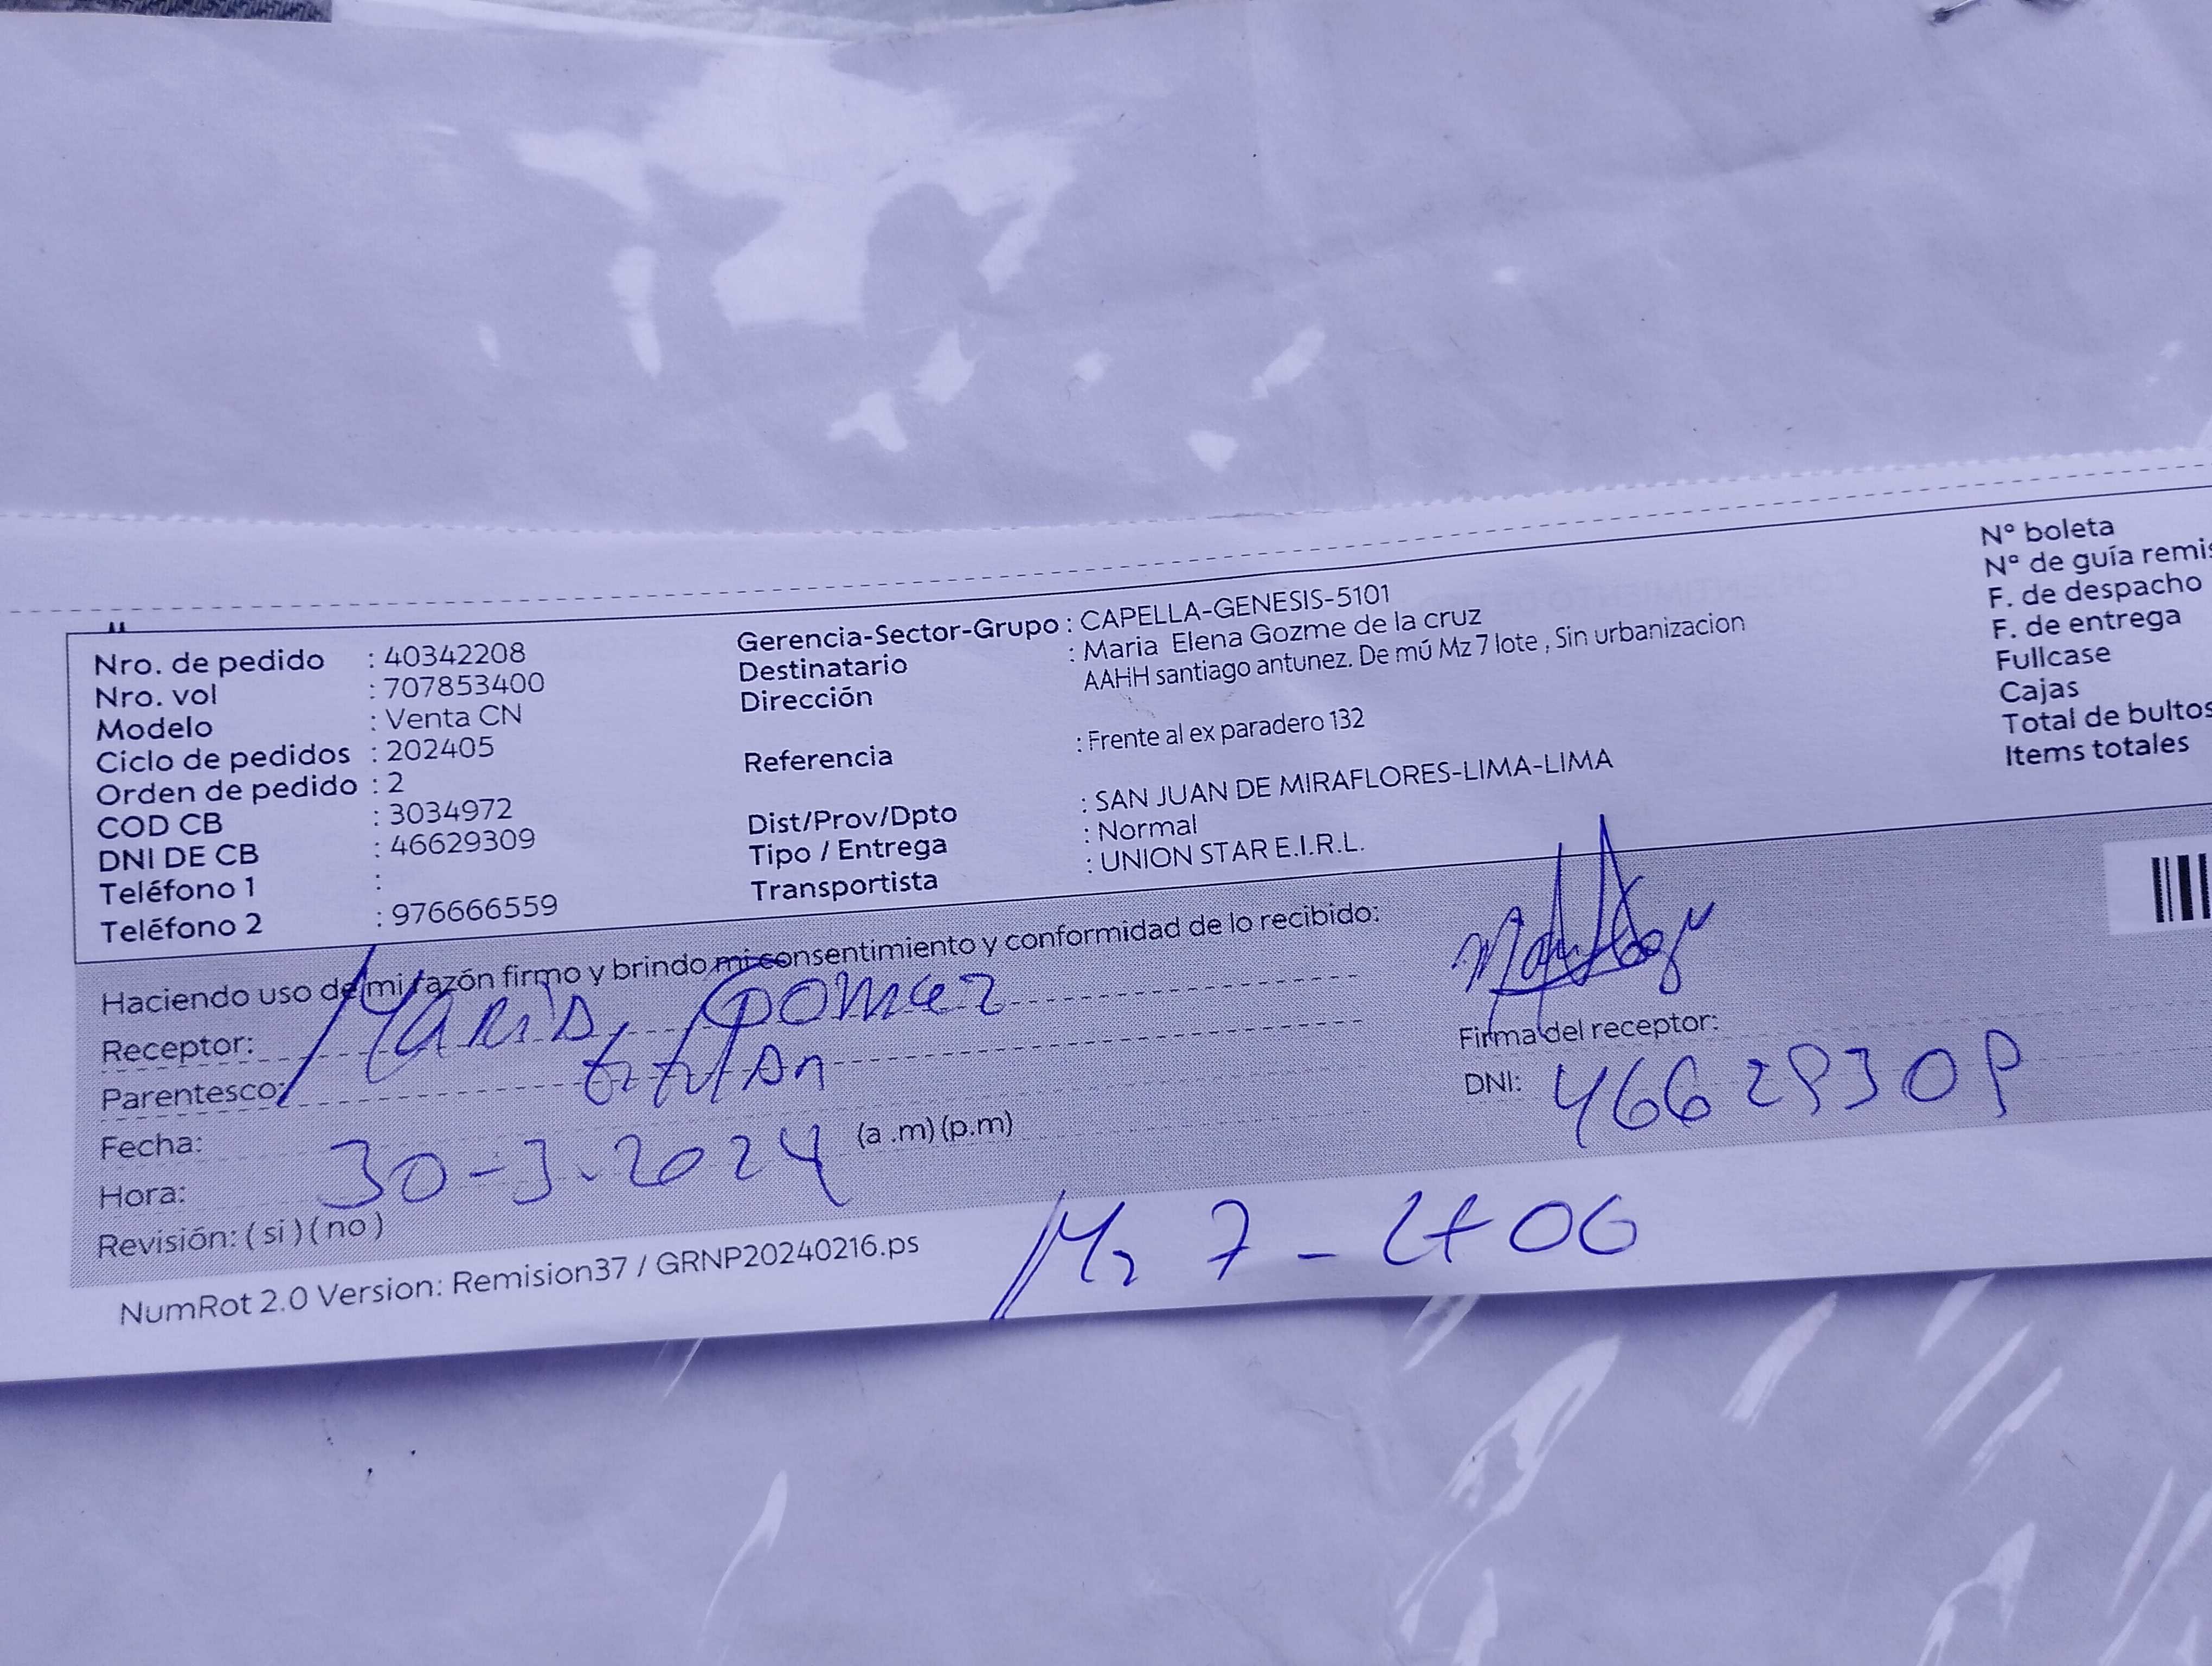 Nro. de pedido : 40342208
Nro. vol : 707853400
Modelo : Venta CN
Ciclo de pedidos : 202405
Orden de pedido : 2
COD CB : 3034972
DNI DE CB : 46629309
Teléfono 1 :
Teléfono 2 : 976666559
Gerencia-Sector-Grupo : CAPELLA-GENESIS-5101
Destinatario : Maria Elena Gozme de la cruz
Dirección AAHH santiago antunez. De mú Mz 7 lote , Sin urbanizacion
Referencia : Frente al ex paradero 132
Dist/Prov/Dpto : SAN JUAN DE MIRAFLORES-LIMA-LIMA
Tipo / Entrega : Normal
Transportista : UNION STAR E.I.R.L.
N° boleta
N° de guía remis
F. de despacho
F. de entrega
Fullcase
Cajas
Total de bultos
Items totales
Haciendo uso de mi razón firmo y brindo mi consentimiento y conformidad de lo recibido:
Receptor: Maria Gomez
Parentesco: titular
Fecha: 30-3-2024
Hora: (a .m) (p.m)
Revisión: ( si ) ( no )
Firma del receptor:
DNI: 46629309
NumRot 2.0 Version: Remision37 / GRNP20240216.ps
Mz 7 - Lt 06